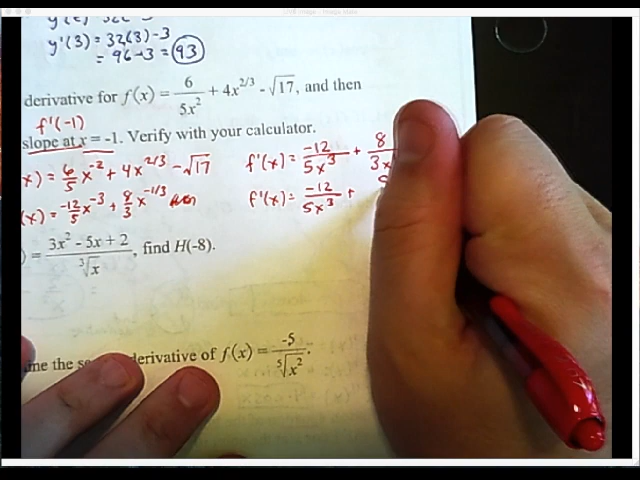 y'(3) = 32(3) - 3
= 96 - 3 = 93
derivative for f(x) = 6/5x² + 4x^2/3 - √17, and then
f'(-1)
slope at x = -1. Verify with your calculator.
x) = 6/5 x^-2 + 4x^2/3 - √17
f'(x) = -12/5x³ + 8/3x
(x) = -12/5 x^-3 + 8/3 x^-1/3
f'(x) = -12/5x³ +
) = 3x² - 5x + 2/∛x, find H(-8).
ine the derivative of f(x) = -5/⁵√x².